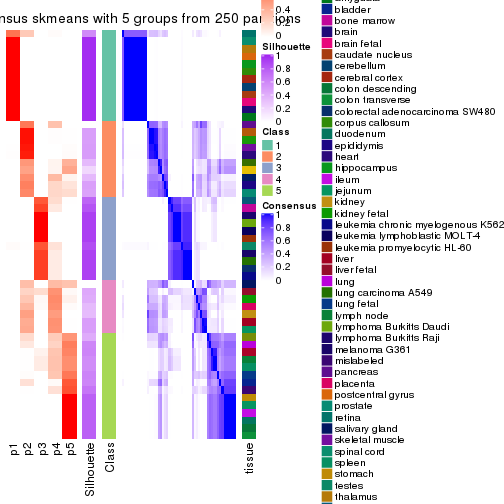 nsus skmeans with 5 groups from 250 par
ons
0.4
0.2
0
Silhouette
1
0.8
0.6
0.4
0.2
0
Class
1
2
3
4
5
Consensus
1
0.8
0.6
0.4
0.2
0
bladder
bone marrow
brain
brain fetal
caudate nucleus
cerebellum
cerebral cortex
colon descending
colon transverse
colorectal adenocarcinoma SW480
corpus callosum
duodenum
epididymis
heart
hippocampus
ileum
jejunum
kidney
kidney fetal
leukemia chronic myelogenous K562
leukemia lymphoblastic MOLT-4
leukemia promyelocytic HL-60
liver
liver fetal
lung
lung carcinoma A549
lung fetal
lymph node
lymphoma Burkitts Daudi
lymphoma Burkitts Raji
melanoma G361
mislabeled
pancreas
placenta
postcentral gyrus
prostate
retina
salivary gland
skeletal muscle
spinal cord
spleen
stomach
testes
thalamus
p1
p2
p3
p4
p5
Silhouette
Class
tissue